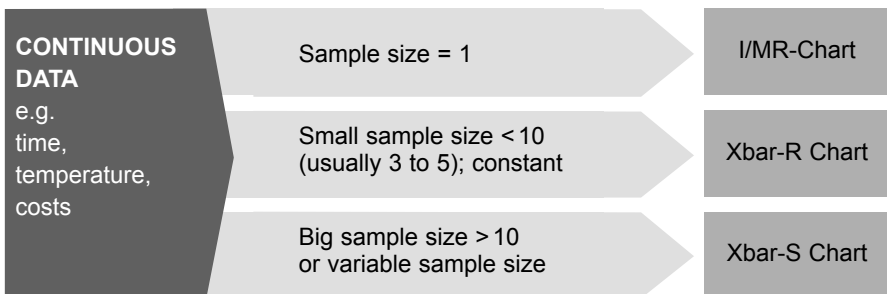 CONTINUOUS
DATA
e.g.
time,
temperature,
costs
Sample size = 1
I/MR-Chart
Small sample size < 10
(usually 3 to 5); constant
Xbar-R Chart
Big sample size > 10
or variable sample size
Xbar-S Chart